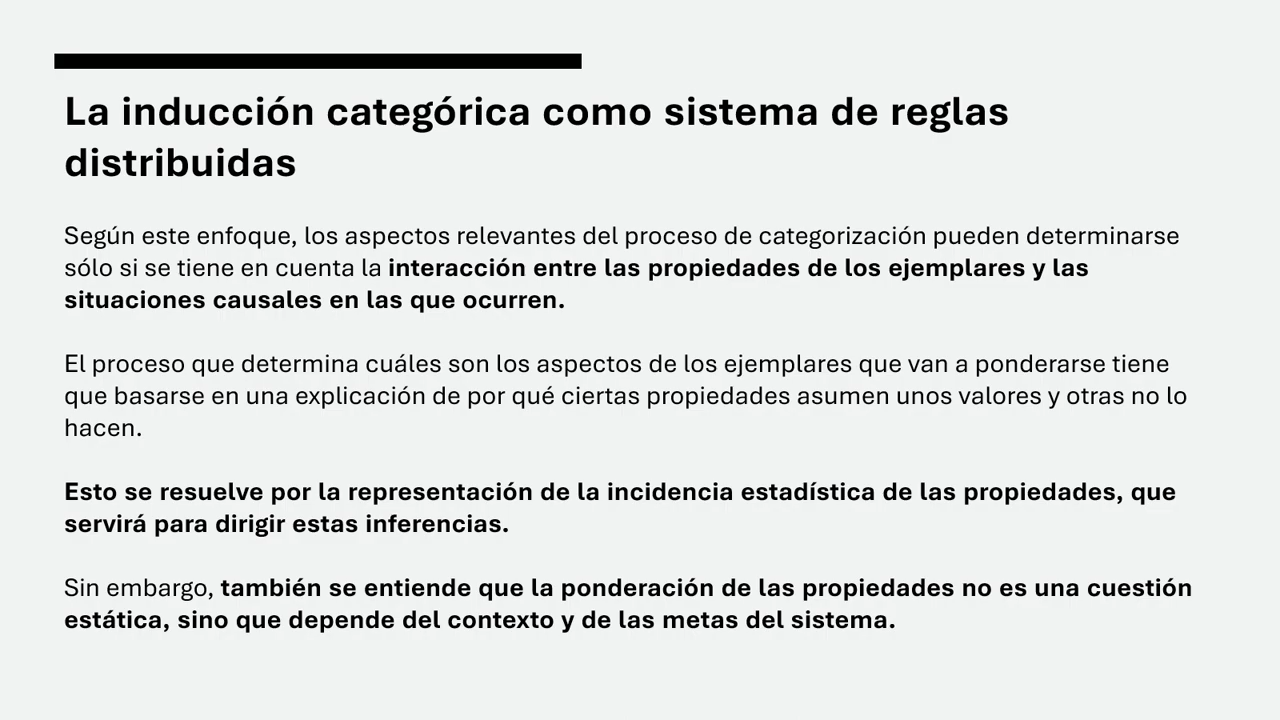 La inducción categórica como sistema de reglas
distribuidas
Según este enfoque, los aspectos relevantes del proceso de categorización pueden determinarse
sólo si se tiene en cuenta la interacción entre las propiedades de los ejemplares y las
situaciones causales en las que ocurren.
El proceso que determina cuáles son los aspectos de los ejemplares que van a ponderarse tiene
que basarse en una explicación de por qué ciertas propiedades asumen unos valores y otras no lo
hacen.
Esto se resuelve por la representación de la incidencia estadística de las propiedades, que
servirá para dirigir estas inferencias.
Sin embargo, también se entiende que la ponderación de las propiedades no es una cuestión
estática, sino que depende del contexto y de las metas del sistema.